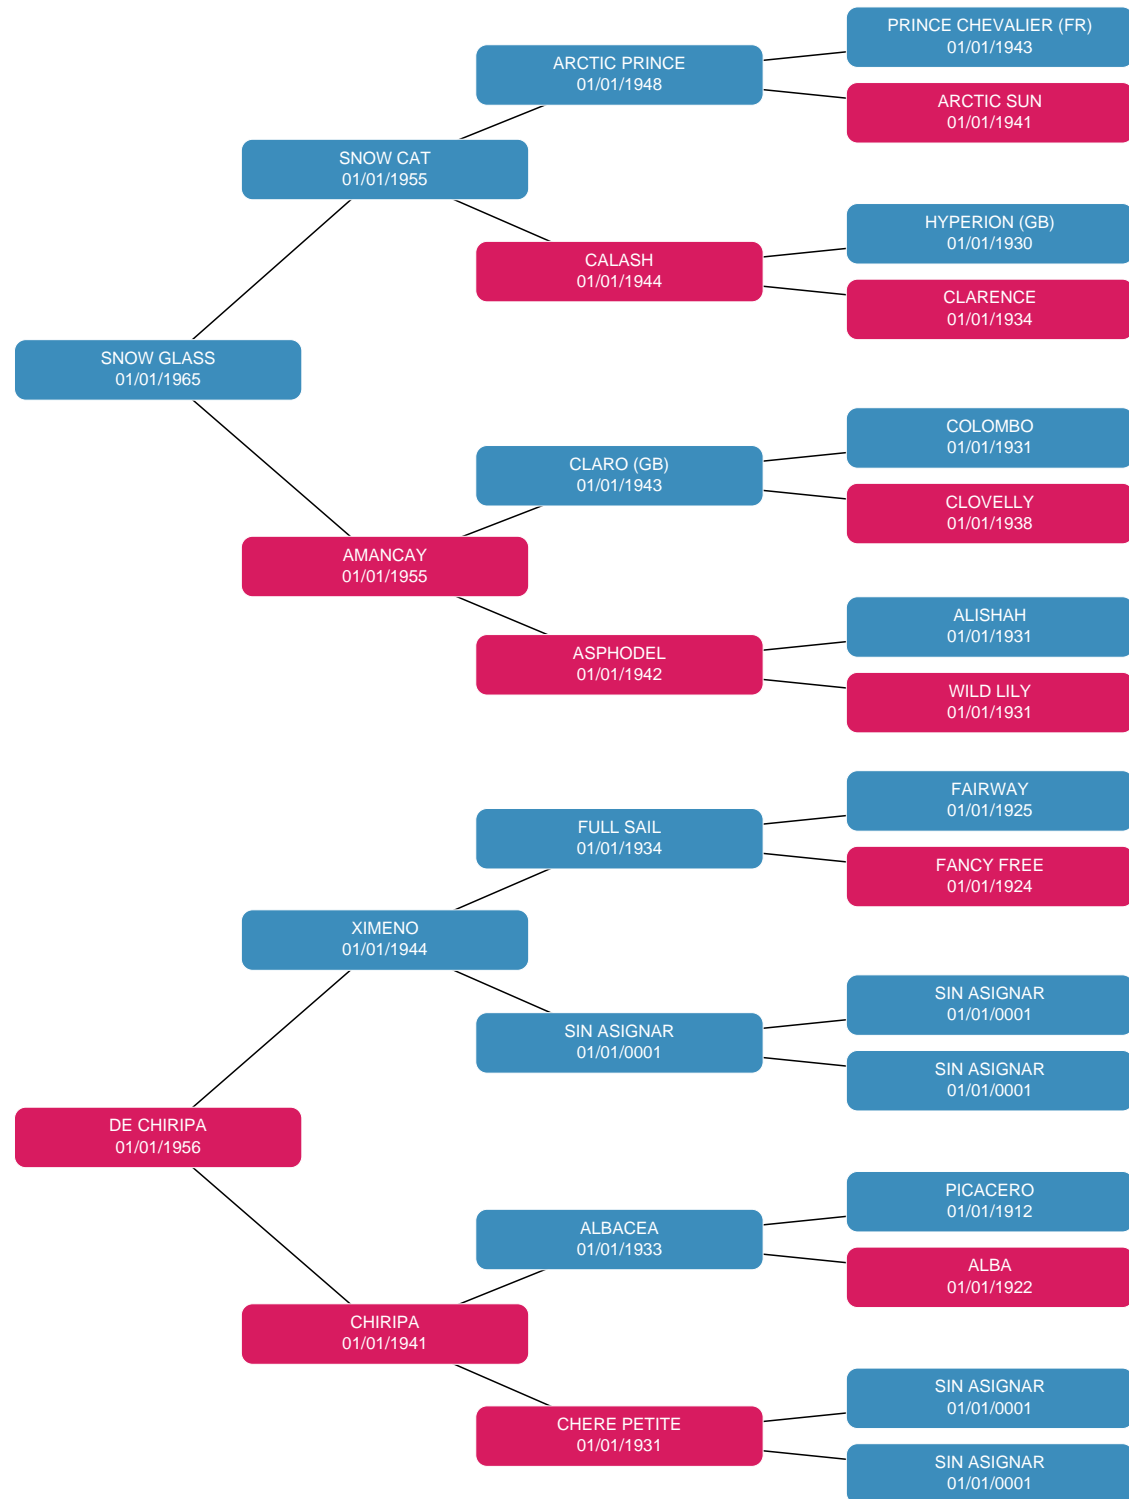 PRINCE CHEVALIER (FR)
01/01/1943
ARCTIC PRINCE
01/01/1948
ARCTIC SUN
01/01/1941
SNOW CAT
01/01/1955
HYPERION (GB)
01/01/1930
CALASH
01/01/1944
CLARENCE
01/01/1934
SNOW GLASS
01/01/1965
COLOMBO
01/01/1931
CLARO (GB)
01/01/1943
CLOVELLY
01/01/1938
AMANCAY
01/01/1955
ALISHAH
01/01/1931
ASPHODEL
01/01/1942
WILD LILY
01/01/1931
FAIRWAY
01/01/1925
FULL SAIL
01/01/1934
FANCY FREE
01/01/1924
XIMENO
01/01/1944
SIN ASIGNAR
01/01/0001
SIN ASIGNAR
01/01/0001
SIN ASIGNAR
01/01/0001
DE CHIRIPA
01/01/1956
PICACERO
01/01/1912
ALBACEA
01/01/1933
ALBA
01/01/1922
CHIRIPA
01/01/1941
SIN ASIGNAR
01/01/0001
CHERE PETITE
01/01/1931
SIN ASIGNAR
01/01/0001